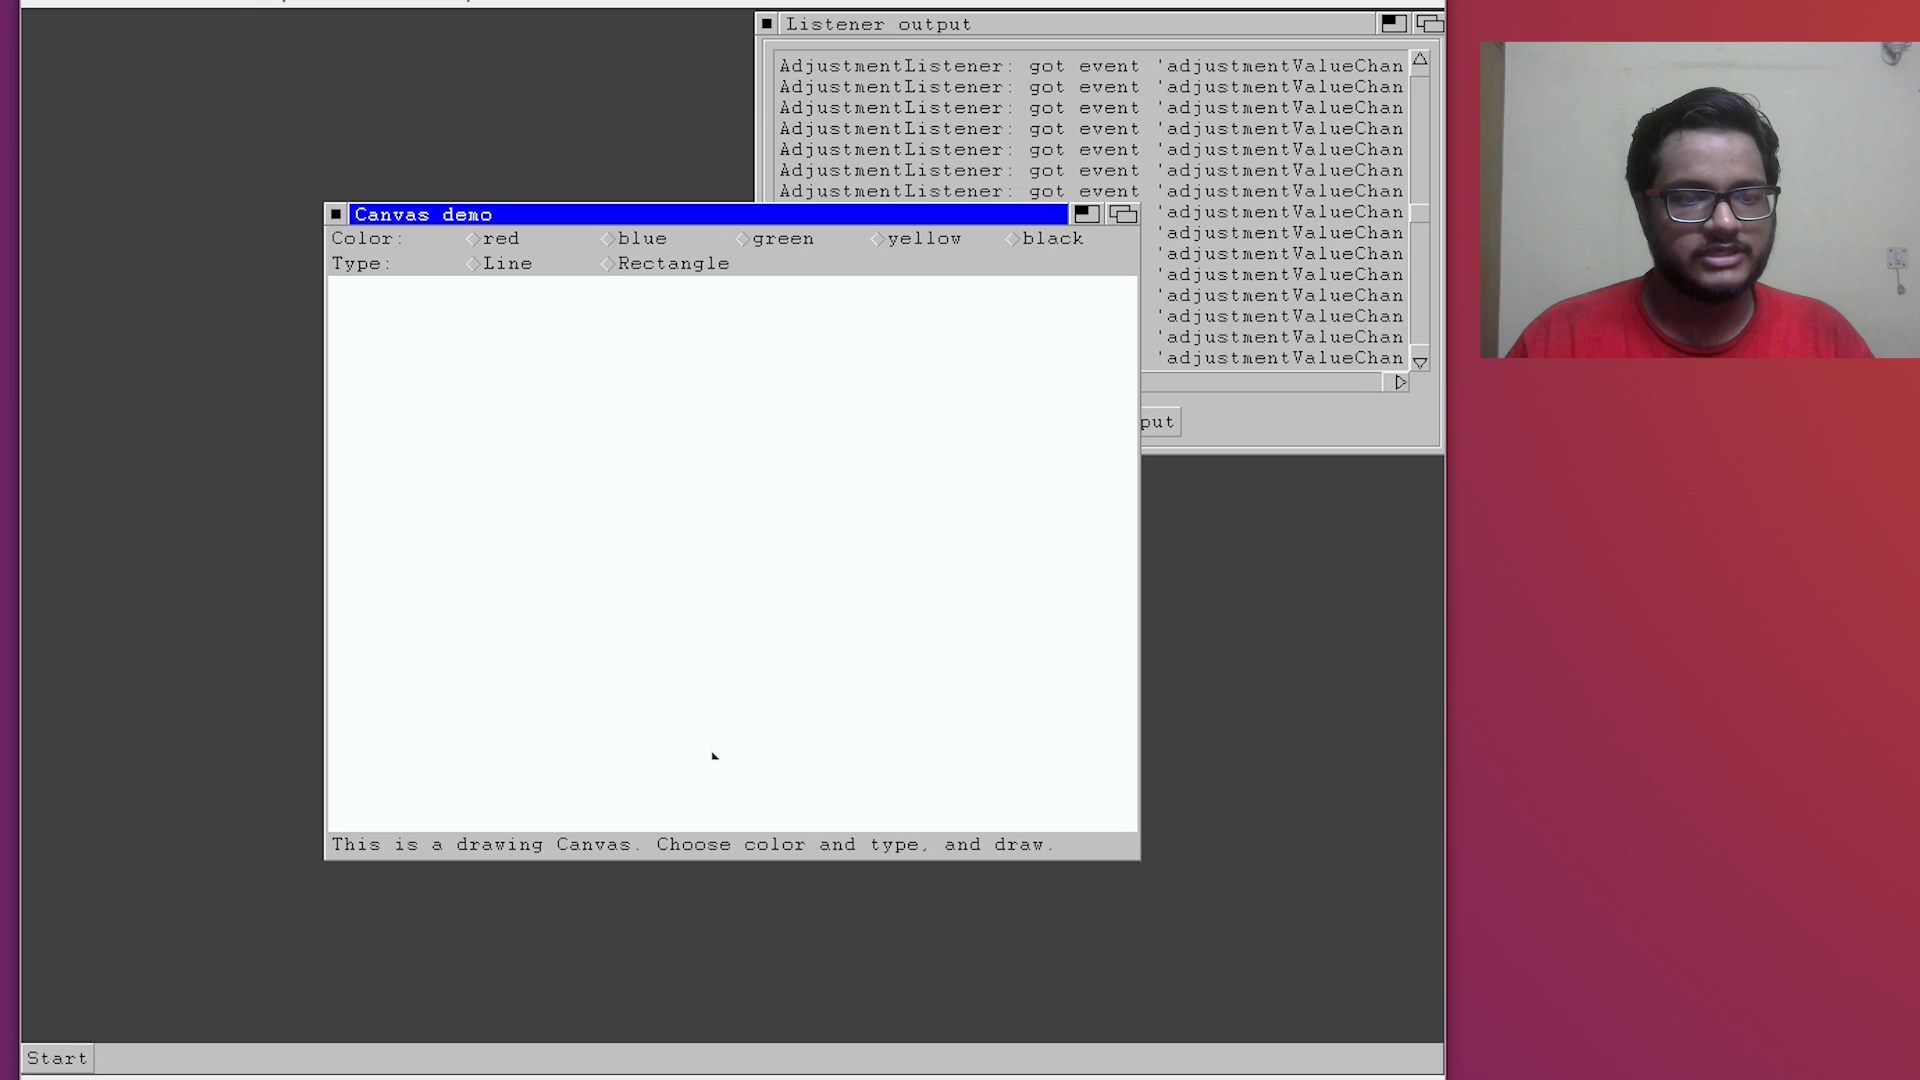 Listener output
AdjustmentListener: got event 'adjustmentValueChan
AdjustmentListener: got event 'adjustmentValueChan
AdjustmentListener: got event 'adjustmentValueChan
AdjustmentListener: got event 'adjustmentValueChan
AdjustmentListener: got event 'adjustmentValueChan
AdjustmentListener: got event 'adjustmentValueChan
AdjustmentListener: got event 'adjustmentValueChan
'adjustmentValueChan
'adjustmentValueChan
'adjustmentValueChan
'adjustmentValueChan
'adjustmentValueChan
'adjustmentValueChan
'adjustmentValueChan
'adjustmentValueChan
put
Canvas demo
Color: red blue green yellow black
Type: Line Rectangle
This is a drawing Canvas. Choose color and type, and draw.
Start